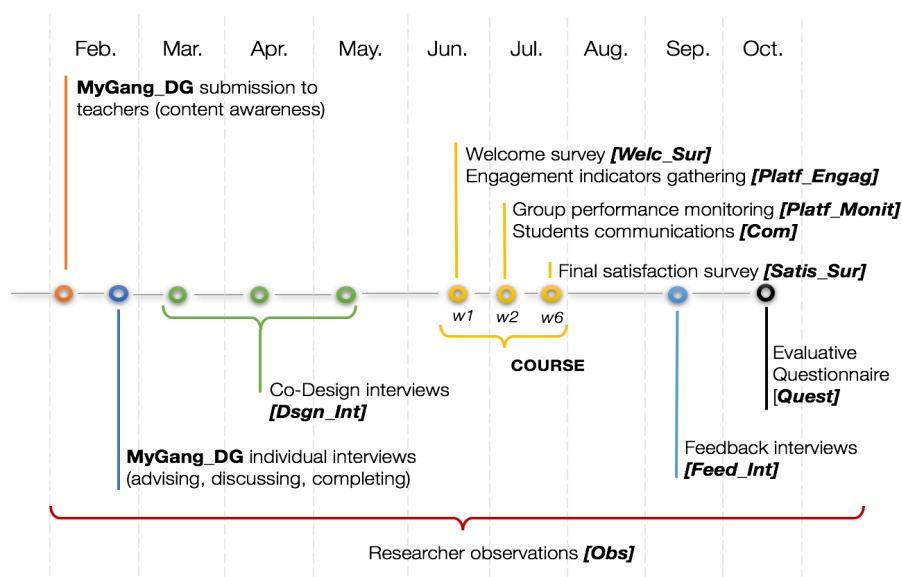 Feb. Mar. Apr. May. Jun. Jul. Aug. Sep. Oct.
MyGang_DG submission to
teachers (content awareness)
Welcome survey [Welc_Sur]
Engagement indicators gathering [Platf_Engag]
Group performance monitoring [Platf_Monit]
Students communications [Com]
Final satisfaction survey [Satis_Sur]
w1 w2 w6
COURSE
Evaluative
Questionnaire
[Quest]
Co-Design interviews
[Dsgn_Int]
Feedback interviews
[Feed_Int]
MyGang_DG individual interviews
(advising, discussing, completing)
Researcher observations [Obs]